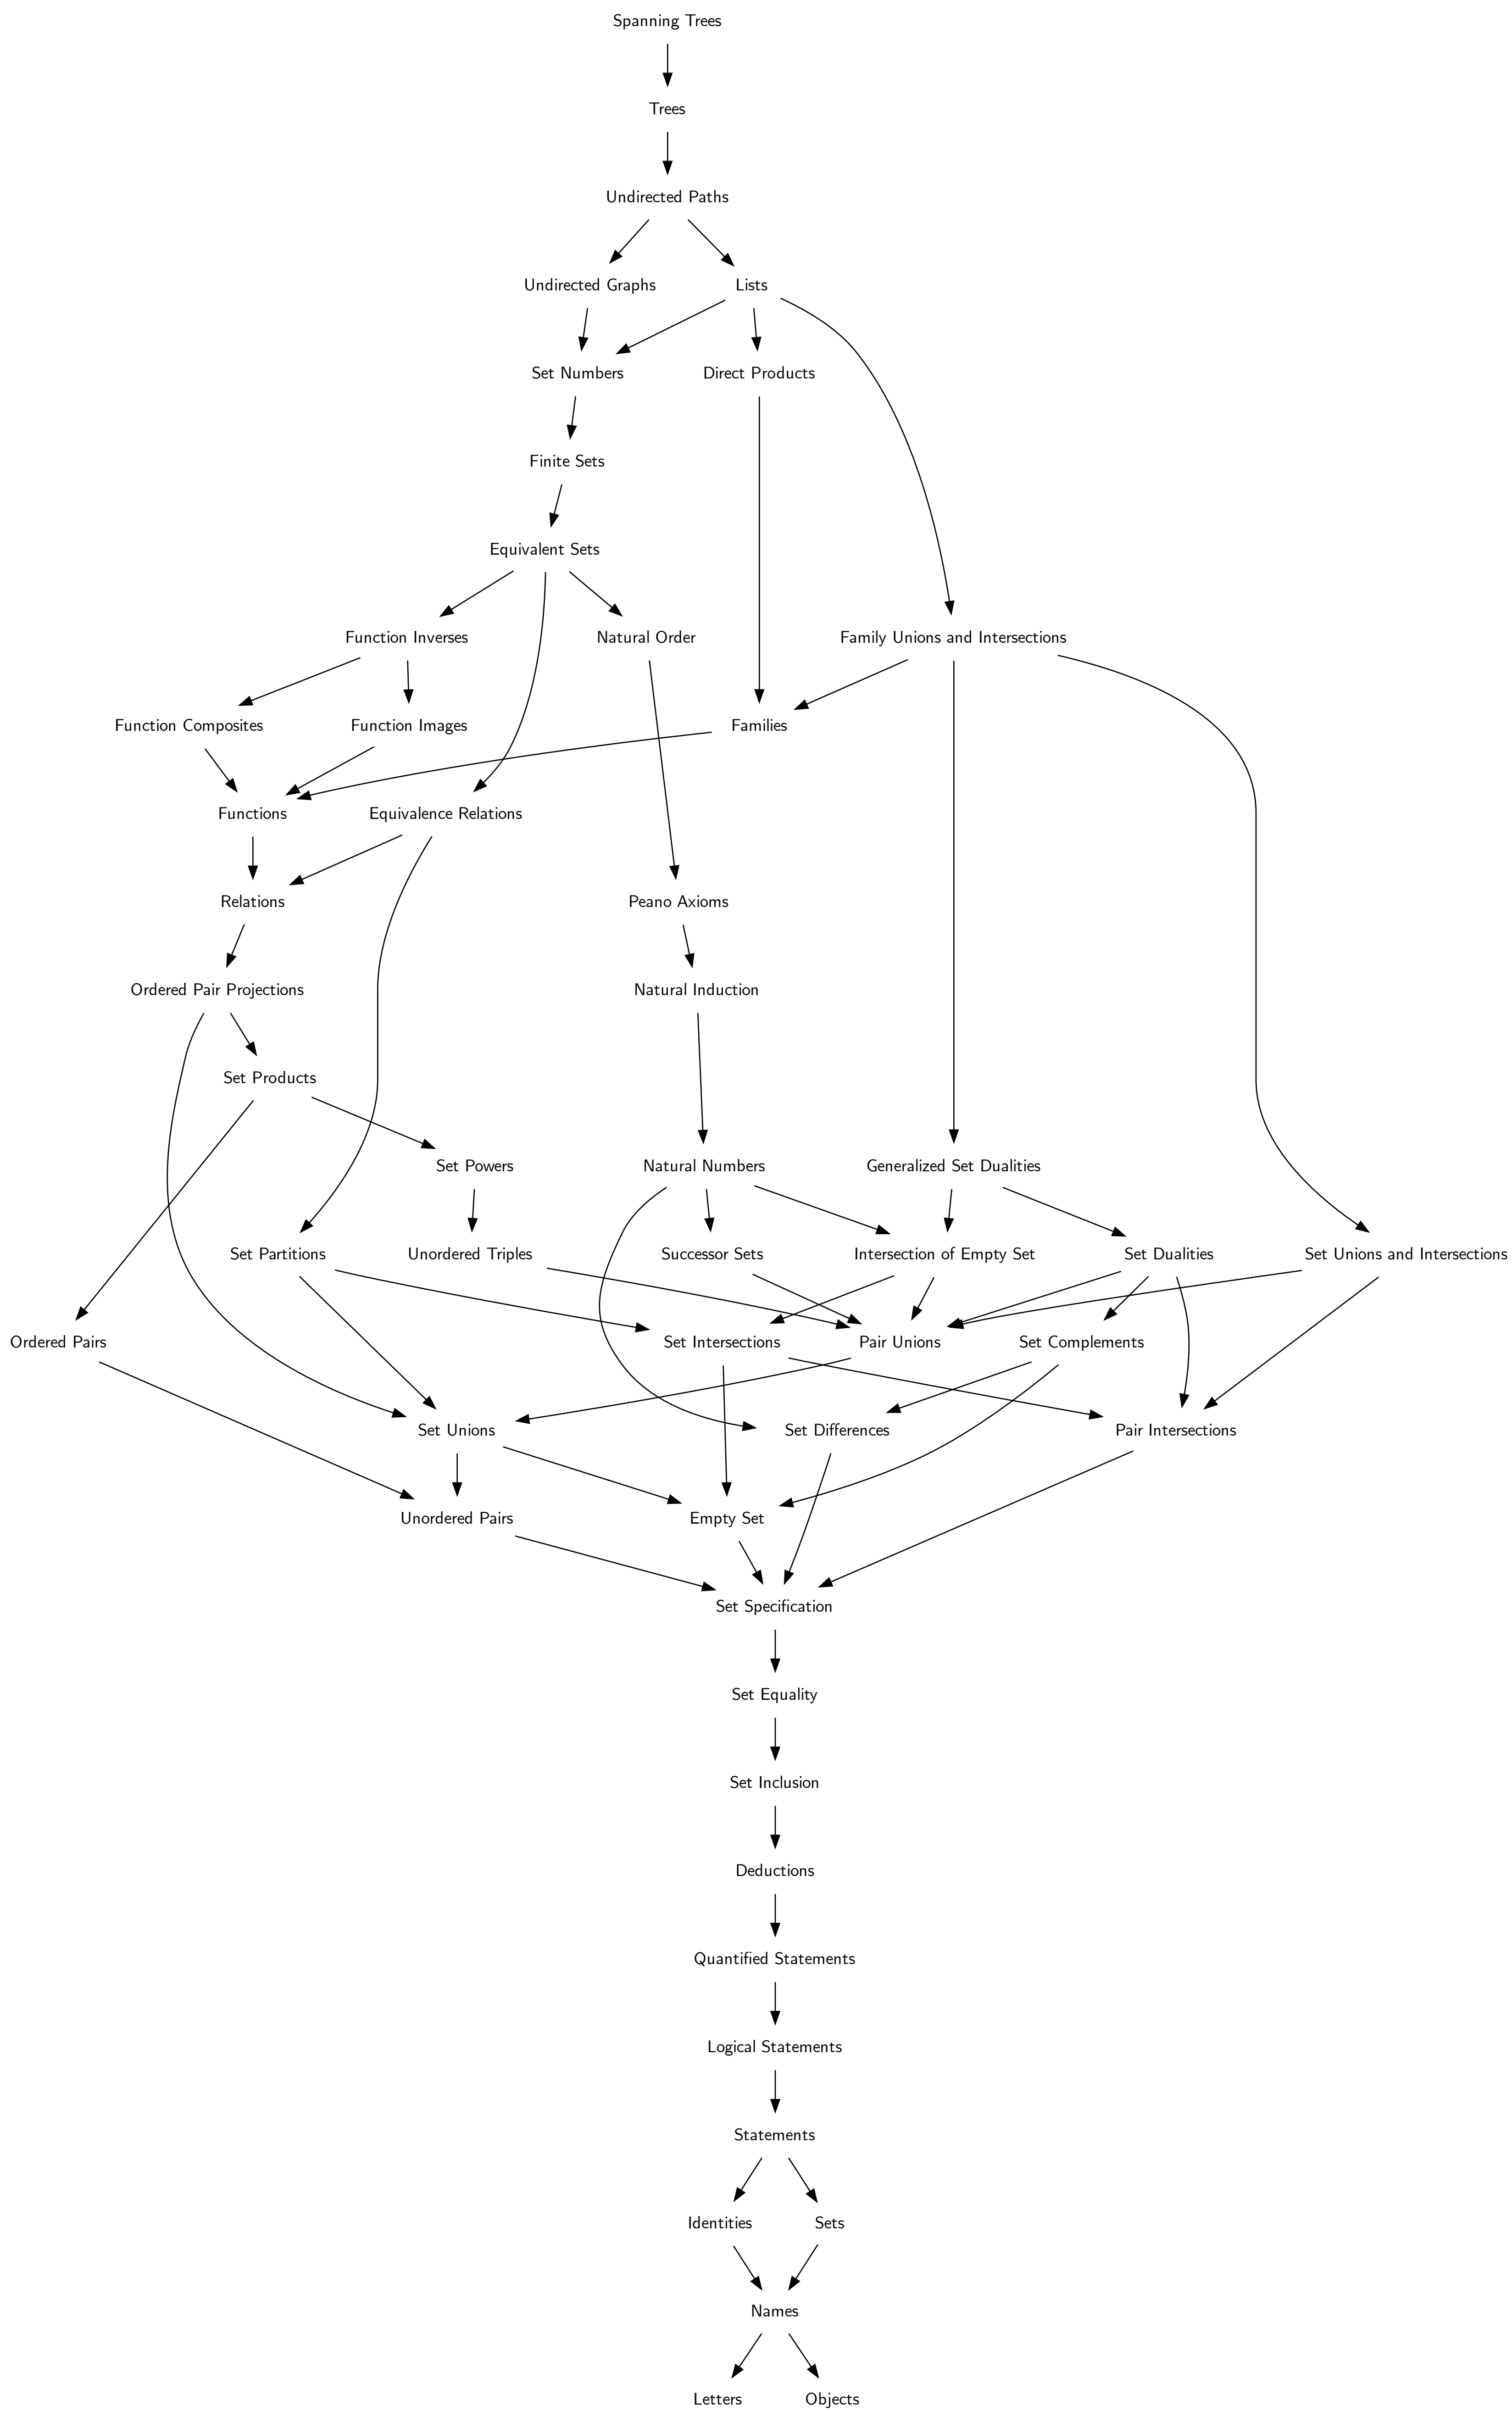 Spanning Trees
Trees
Undirected Paths
Undirected Graphs
Lists
Set Numbers
Direct Products
Finite Sets
Equivalent Sets
Function Inverses
Natural Order
Family Unions and Intersections
Function Composites
Function Images
Families
Functions
Equivalence Relations
Relations
Peano Axioms
Ordered Pair Projections
Natural Induction
Set Products
Set Powers
Natural Numbers
Generalized Set Dualities
Set Partitions
Unordered Triples
Successor Sets
Intersection of Empty Set
Set Dualities
Set Unions and Intersections
Ordered Pairs
Set Intersections
Pair Unions
Set Complements
Set Unions
Set Differences
Pair Intersections
Unordered Pairs
Empty Set
Set Specification
Set Equality
Set Inclusion
Deductions
Quantified Statements
Logical Statements
Statements
Identities
Sets
Names
Letters
Objects